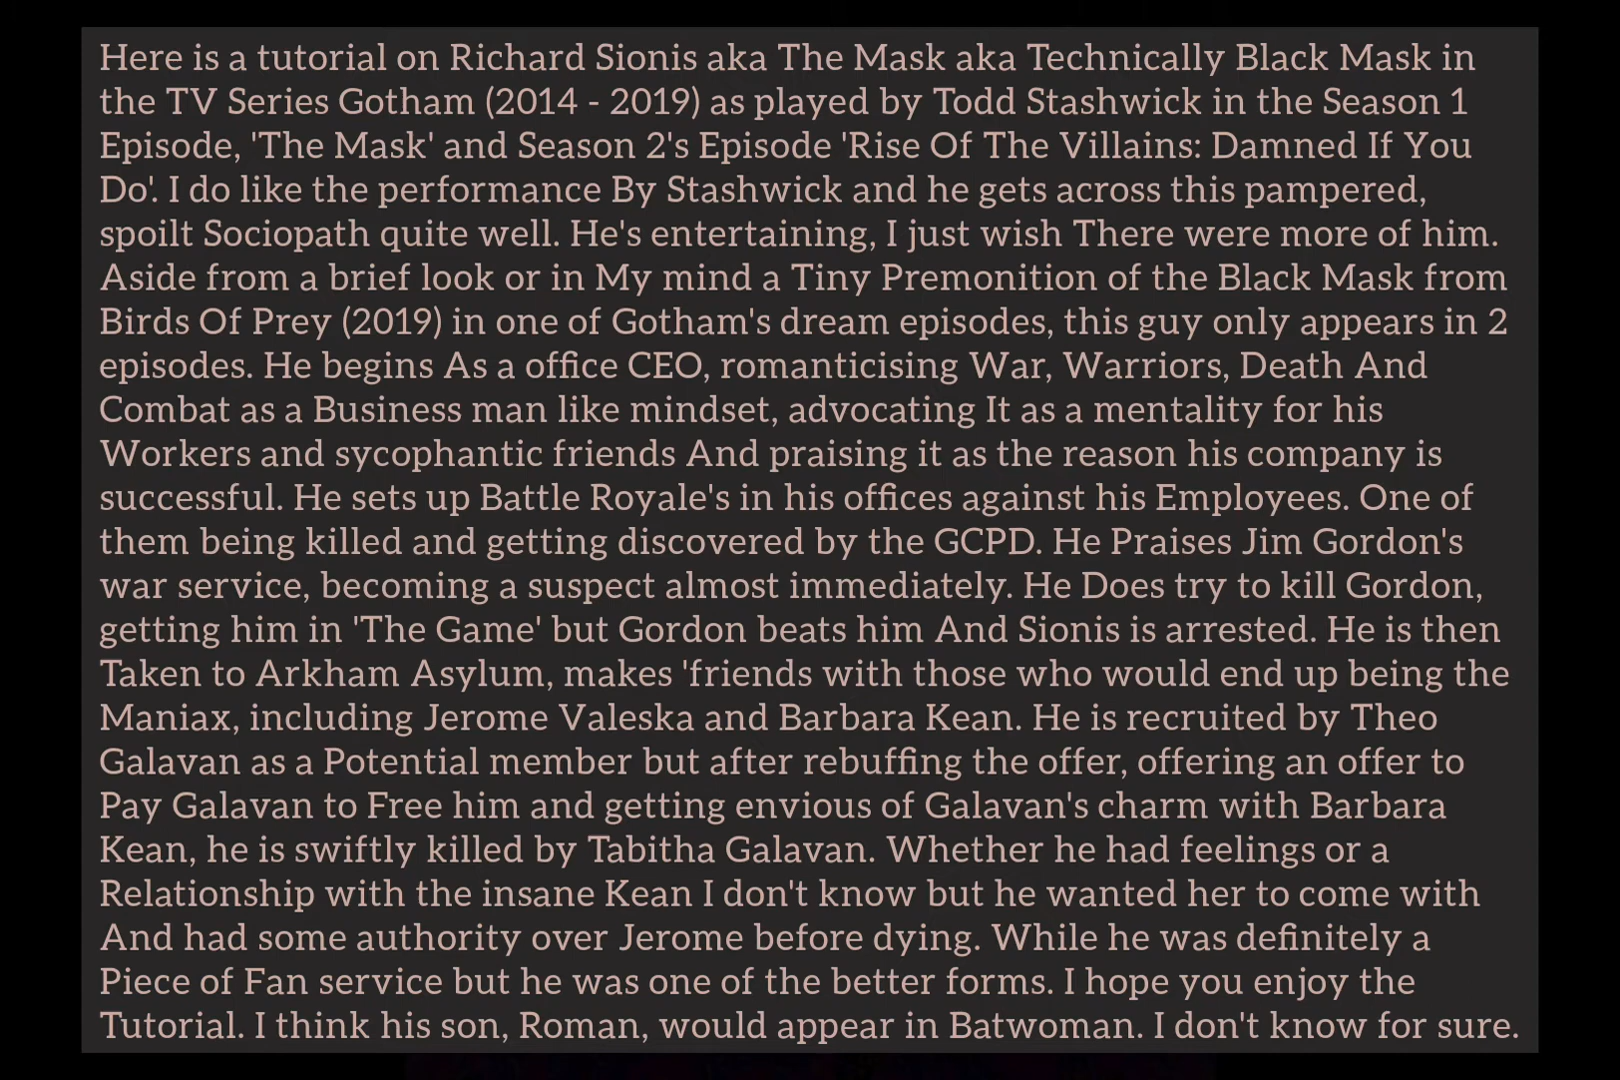 Here is a tutorial on Richard Sionis aka The Mask aka Technically Black Mask in
the TV Series Gotham (2014 - 2019) as played by Todd Stashwick in the Season 1
Episode, 'The Mask' and Season 2's Episode 'Rise Of The Villains: Damned If You
Do'. I do like the performance By Stashwick and he gets across this pampered,
spoilt Sociopath quite well. He's entertaining, I just wish There were more of him.
Aside from a brief look or in My mind a Tiny Premonition of the Black Mask from
Birds Of Prey (2019) in one of Gotham's dream episodes, this guy only appears in 2
episodes. He begins As a office CEO, romanticising War, Warriors, Death And
Combat as a Business man like mindset, advocating It as a mentality for his
Workers and sycophantic friends And praising it as the reason his company is
successful. He sets up Battle Royale's in his offices against his Employees. One of
them being killed and getting discovered by the GCPD. He Praises Jim Gordon's
war service, becoming a suspect almost immediately. He Does try to kill Gordon,
getting him in 'The Game' but Gordon beats him And Sionis is arrested. He is then
Taken to Arkham Asylum, makes 'friends with those who would end up being the
Maniax, including Jerome Valeska and Barbara Kean. He is recruited by Theo
Galavan as a Potential member but after rebuffing the offer, offering an offer to
Pay Galavan to Free him and getting envious of Galavan's charm with Barbara
Kean, he is swiftly killed by Tabitha Galavan. Whether he had feelings or a
Relationship with the insane Kean I don't know but he wanted her to come with
And had some authority over Jerome before dying. While he was definitely a
Piece of Fan service but he was one of the better forms. I hope you enjoy the
Tutorial. I think his son, Roman, would appear in Batwoman. I don't know for sure.